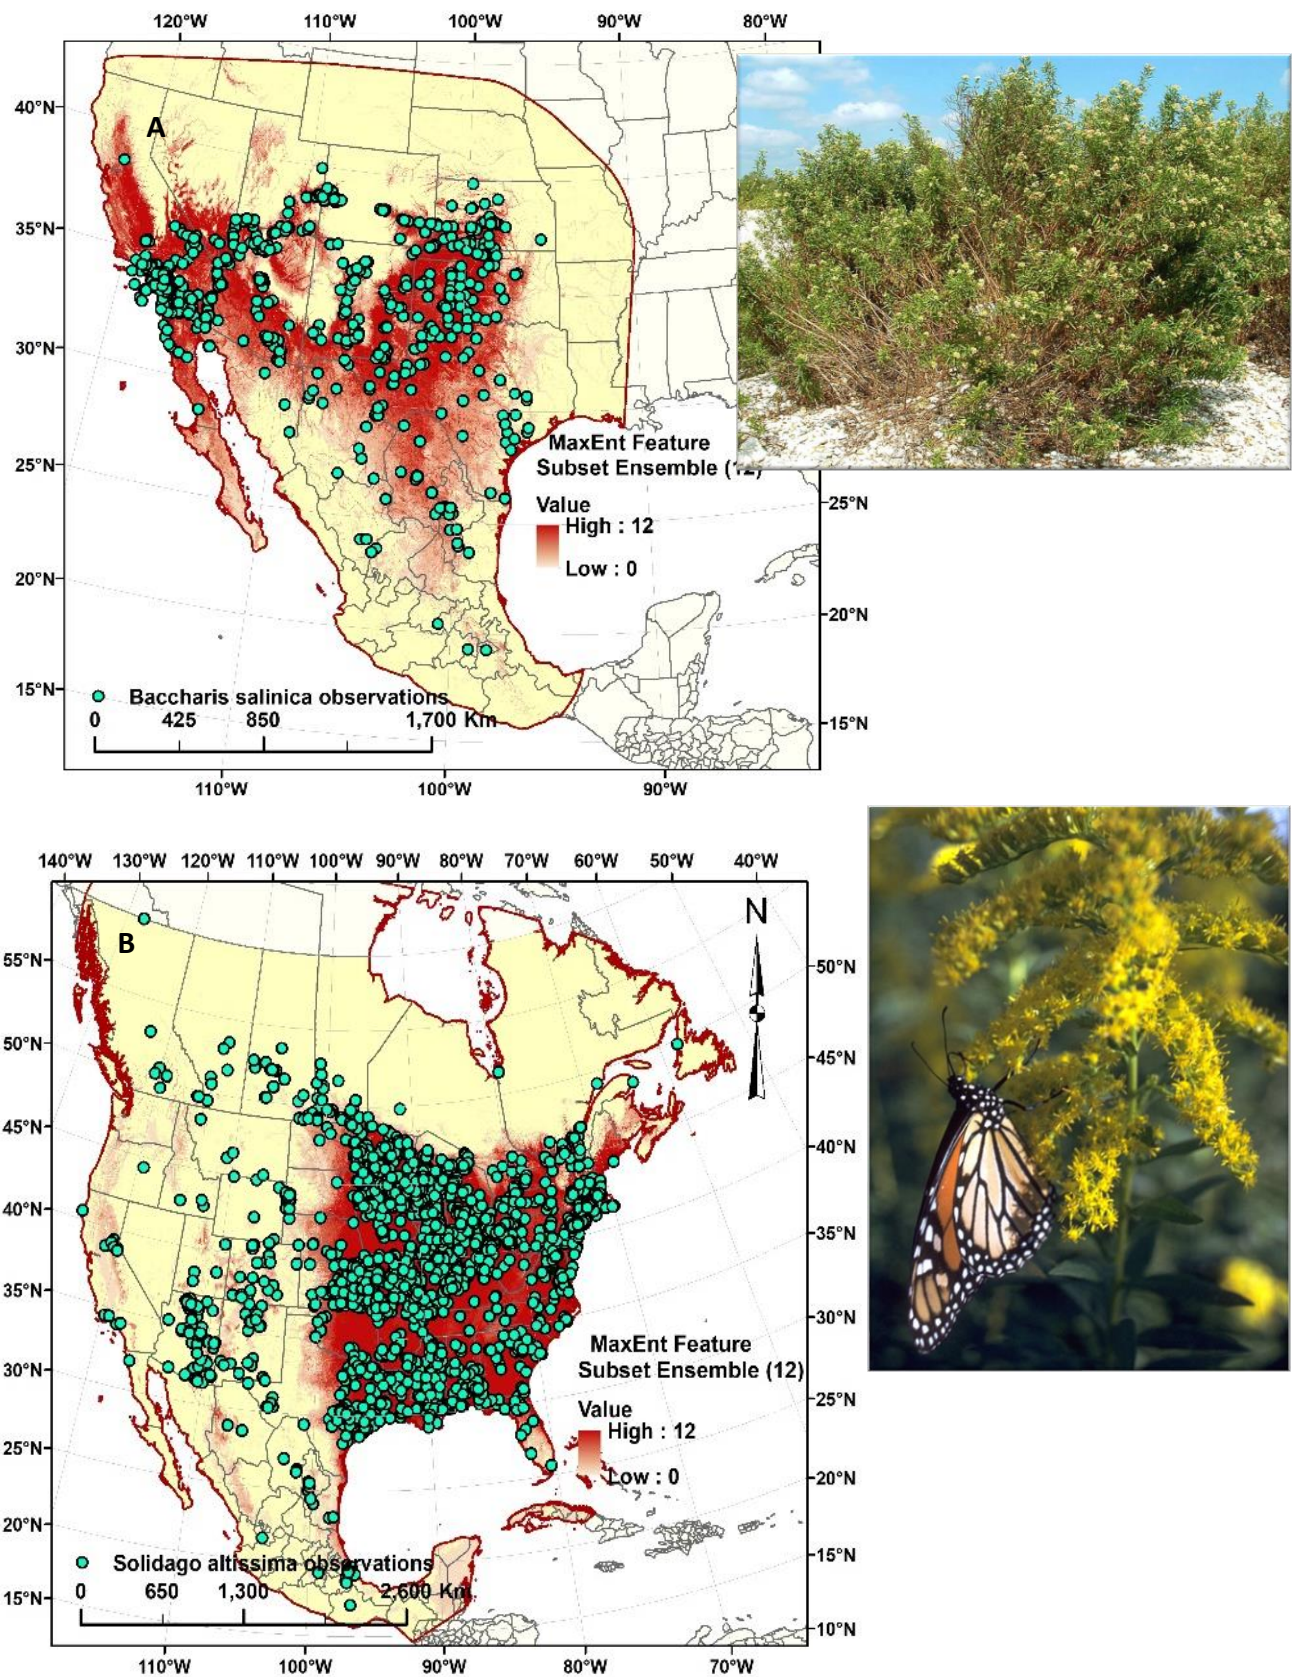 120°W 110°W 100°W 90°W 80°W
40°N
A
35°N
30°N
MaxEnt Feature
25°N
Subset Ensemble (12)
Value
25°N
High : 12
Low : 0
20°N
20°N
15°N
Baccharis salinica observations
0 425 850 1,700 Km
15°N
110°W 100°W 90°W
140°W 130°W 120°W 110°W 100°W 90°W 80°W 70°W 60°W 50°W 40°W
N
B
55°N
50°N
50°N
45°N
45°N
40°N
40°N
35°N
35°N
30°N
MaxEnt Feature
30°N
Subset Ensemble (12)
25°N
Value
High : 12
25°N
Low : 0
20°N
20°N
Solidago altissima observations
15°N
0 650 1,300 2,600 Km
15°N
10°N
110°W 100°W 90°W 80°W 70°W